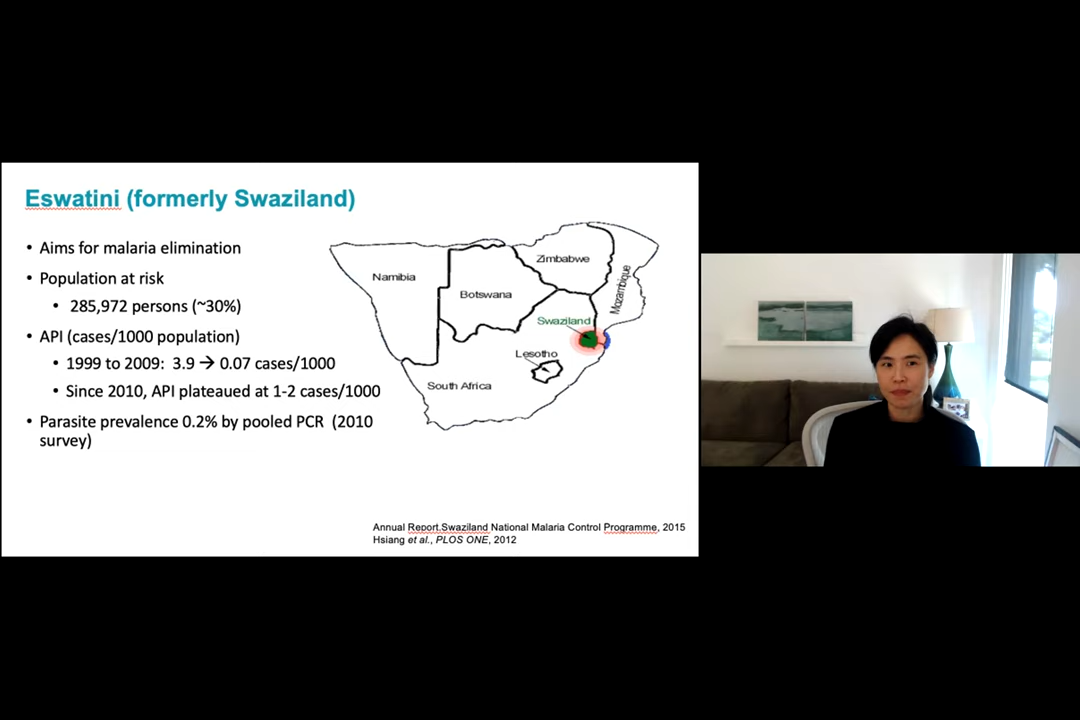 Eswatini (formerly Swaziland)
• Aims for malaria elimination
• Population at risk
• 285,972 persons (~30%)
• API (cases/1000 population)
• 1999 to 2009: 3.9 → 0.07 cases/1000
• Since 2010, API plateaued at 1-2 cases/1000
• Parasite prevalence 0.2% by pooled PCR (2010
survey)
Namibia
Botswana
Zimbabwe
Mozambique
Swaziland
Lesotho
South Africa
Annual Report.Swaziland National Malaria Control Programme, 2015
Hsiang et al., PLOS ONE, 2012